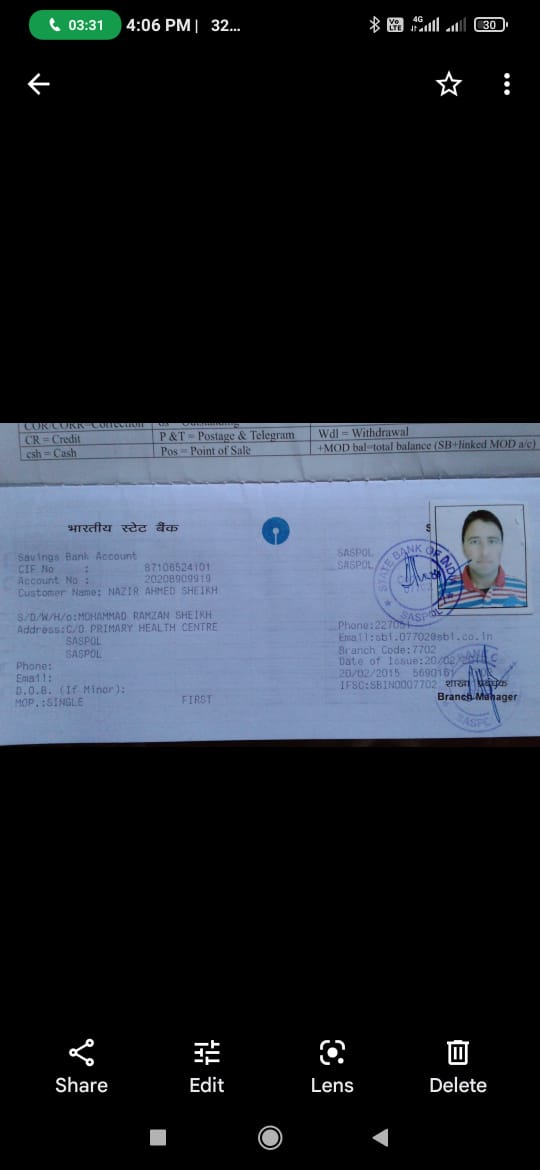 03:31 4:06 PM | 32...
4G
Vo LTE
30
COR/CORR=Correction os = Outstanding
CR = Credit P & T = Postage & Telegram Wdl = Withdrawal
csh = Cash Pos = Point of Sale +MOD bal=total balance (SB+linked MOD a/c)
भारतीय स्टेट बैंक S
Savings Bank Account
CIF No : 87106524101
Account No : 20208909919
Customer Name: NAZIR AHMED SHEIKH
S/D/W/H/o:MOHAMMAD RAMZAN SHEIKH
Address:C/O PRIMARY HEALTH CENTRE
SASPOL
SASPOL
Phone:
Email:
D.O.B. (If Minor):
MOP.:SINGLE FIRST
SASPOL
SASPOL
STATE BANK OF INDIA
SASPOL
Phone:22705
Email:sbi.07702@sbi.co.in
Branch Code:7702
Date of Issue:20/02/
20/02/2015 569016
IFSC:SBIN0007702 शाखा प्रबंधक
Branch Manager
Share Edit Lens Delete